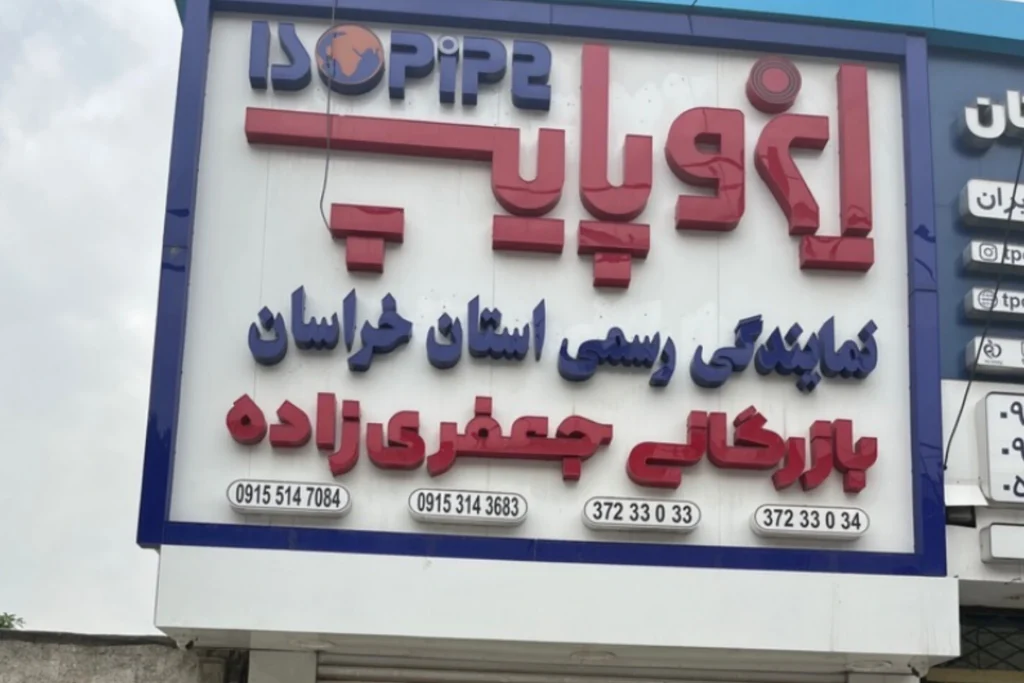 ISOPIPE
ایزوپایپ
نمایندگی رسمی استان خراسان
بازرگانی جعفری زاده
0915 514 7084
0915 314 3683
372 33 0 33
372 33 0 34